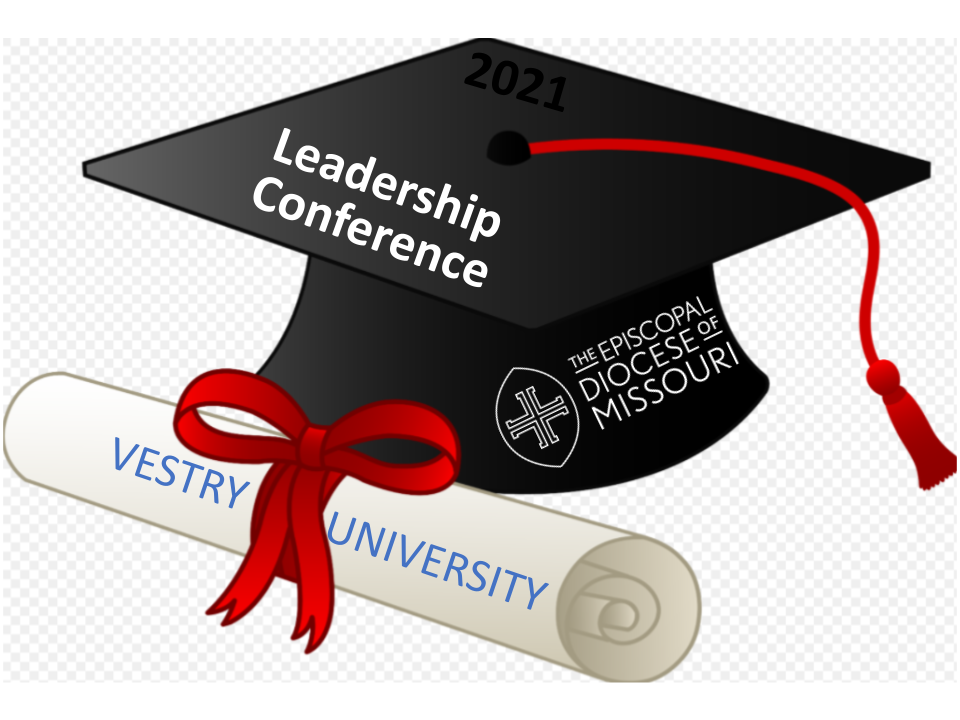 2021
Leadership
Conference
THE EPISCOPAL
DIOCESE OF
MISSOURI
VESTRY
UNIVERSITY